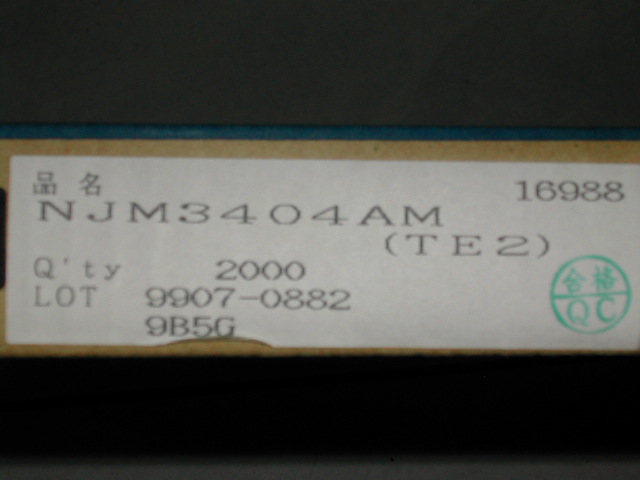 品名 16988
NJM3404AM
(TE2)
Q'ty 2000
LOT 9907-0882
9B5G
合格
QC